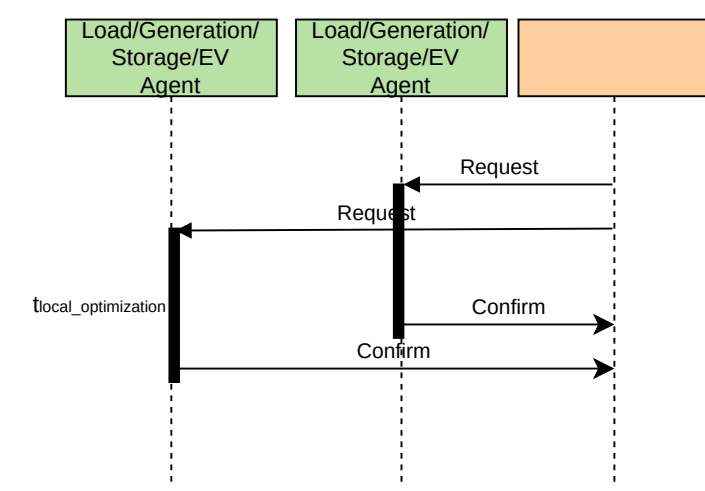 Load/Generation/
Storage/EV
Agent
Load/Generation/
Storage/EV
Agent
Request
Request
tlocal_optimization
Confirm
Confirm